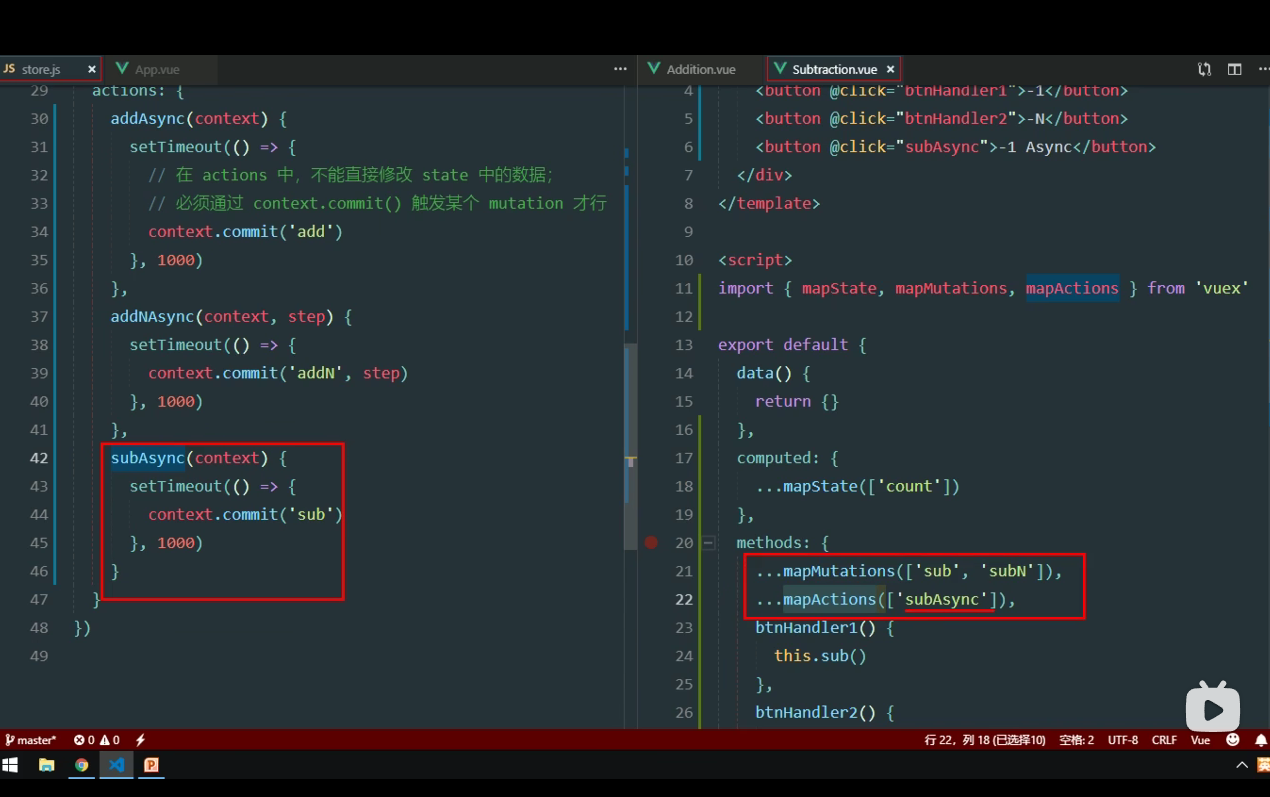 JS store.js × App.vue ···
29 actions: {
30 addAsync(context) {
31 setTimeout(() => {
32 // 在 actions 中，不能直接修改 state 中的数据；
33 // 必须通过 context.commit() 触发某个 mutation 才行
34 context.commit('add')
35 }, 1000)
36 },
37 addNAsync(context, step) {
38 setTimeout(() => {
39 context.commit('addN', step)
40 }, 1000)
41 },
42 subAsync(context) {
43 setTimeout(() => {
44 context.commit('sub')
45 }, 1000)
46 }
47 }
48 })
49
Addition.vue Subtraction.vue × ···
4 <button @click="btnHandler1">-1</button>
5 <button @click="btnHandler2">-N</button>
6 <button @click="subAsync">-1 Async</button>
7 </div>
8 </template>
9
10 <script>
11 import { mapState, mapMutations, mapActions } from 'vuex'
12
13 export default {
14 data() {
15 return {}
16 },
17 computed: {
18 ...mapState(['count'])
19 },
20 methods: {
21 ...mapMutations(['sub', 'subN']),
22 ...mapActions(['subAsync']),
23 btnHandler1() {
24 this.sub()
25 },
26 btnHandler2() {
master* 0 0 行 22，列 18 (已选择10) 空格: 2 UTF-8 CRLF Vue
P 英